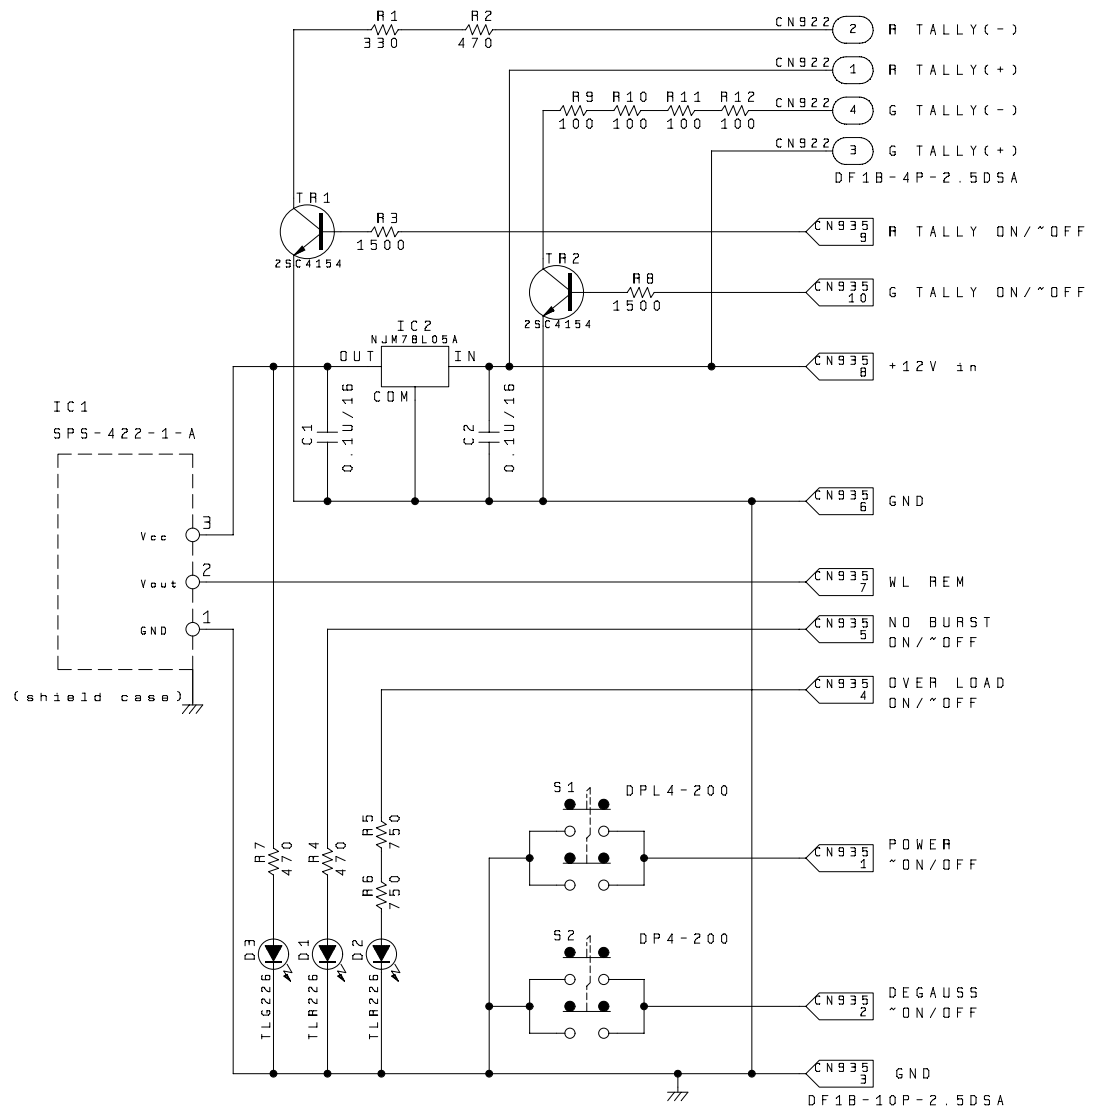 R1
330
R2
470
CN922 2 R TALLY(-)
CN922 1 R TALLY(+)
R9 R10 R11 R12
100 100 100 100
CN922 4 G TALLY(-)
CN922 3 G TALLY(+)
DF1B-4P-2.5DSA
TR1
2SC4154
R3
1500
CN935 9 R TALLY ON/~OFF
TR2
2SC4154
R8
1500
CN935 10 G TALLY ON/~OFF
IC2
NJM78L05A
OUT IN
COM
CN935 8 +12V in
C1 0.1U/16
C2 0.1U/16
IC1
SPS-422-1-A
CN935 6 GND
Vcc 3
Vout 2
GND 1
(shield case)
CN935 7 WL REM
CN935 5 NO BURST
ON/~OFF
CN935 4 OVER LOAD
ON/~OFF
S1 DPL4-200
R7 470
R4 470
R5 750
R6 750
CN935 1 POWER
~ON/OFF
S2 DP4-200
D3 TLG226
D1 TLR226
D2 TLR226
CN935 2 DEGAUSS
~ON/OFF
CN935 3 GND
DF1B-10P-2.5DSA